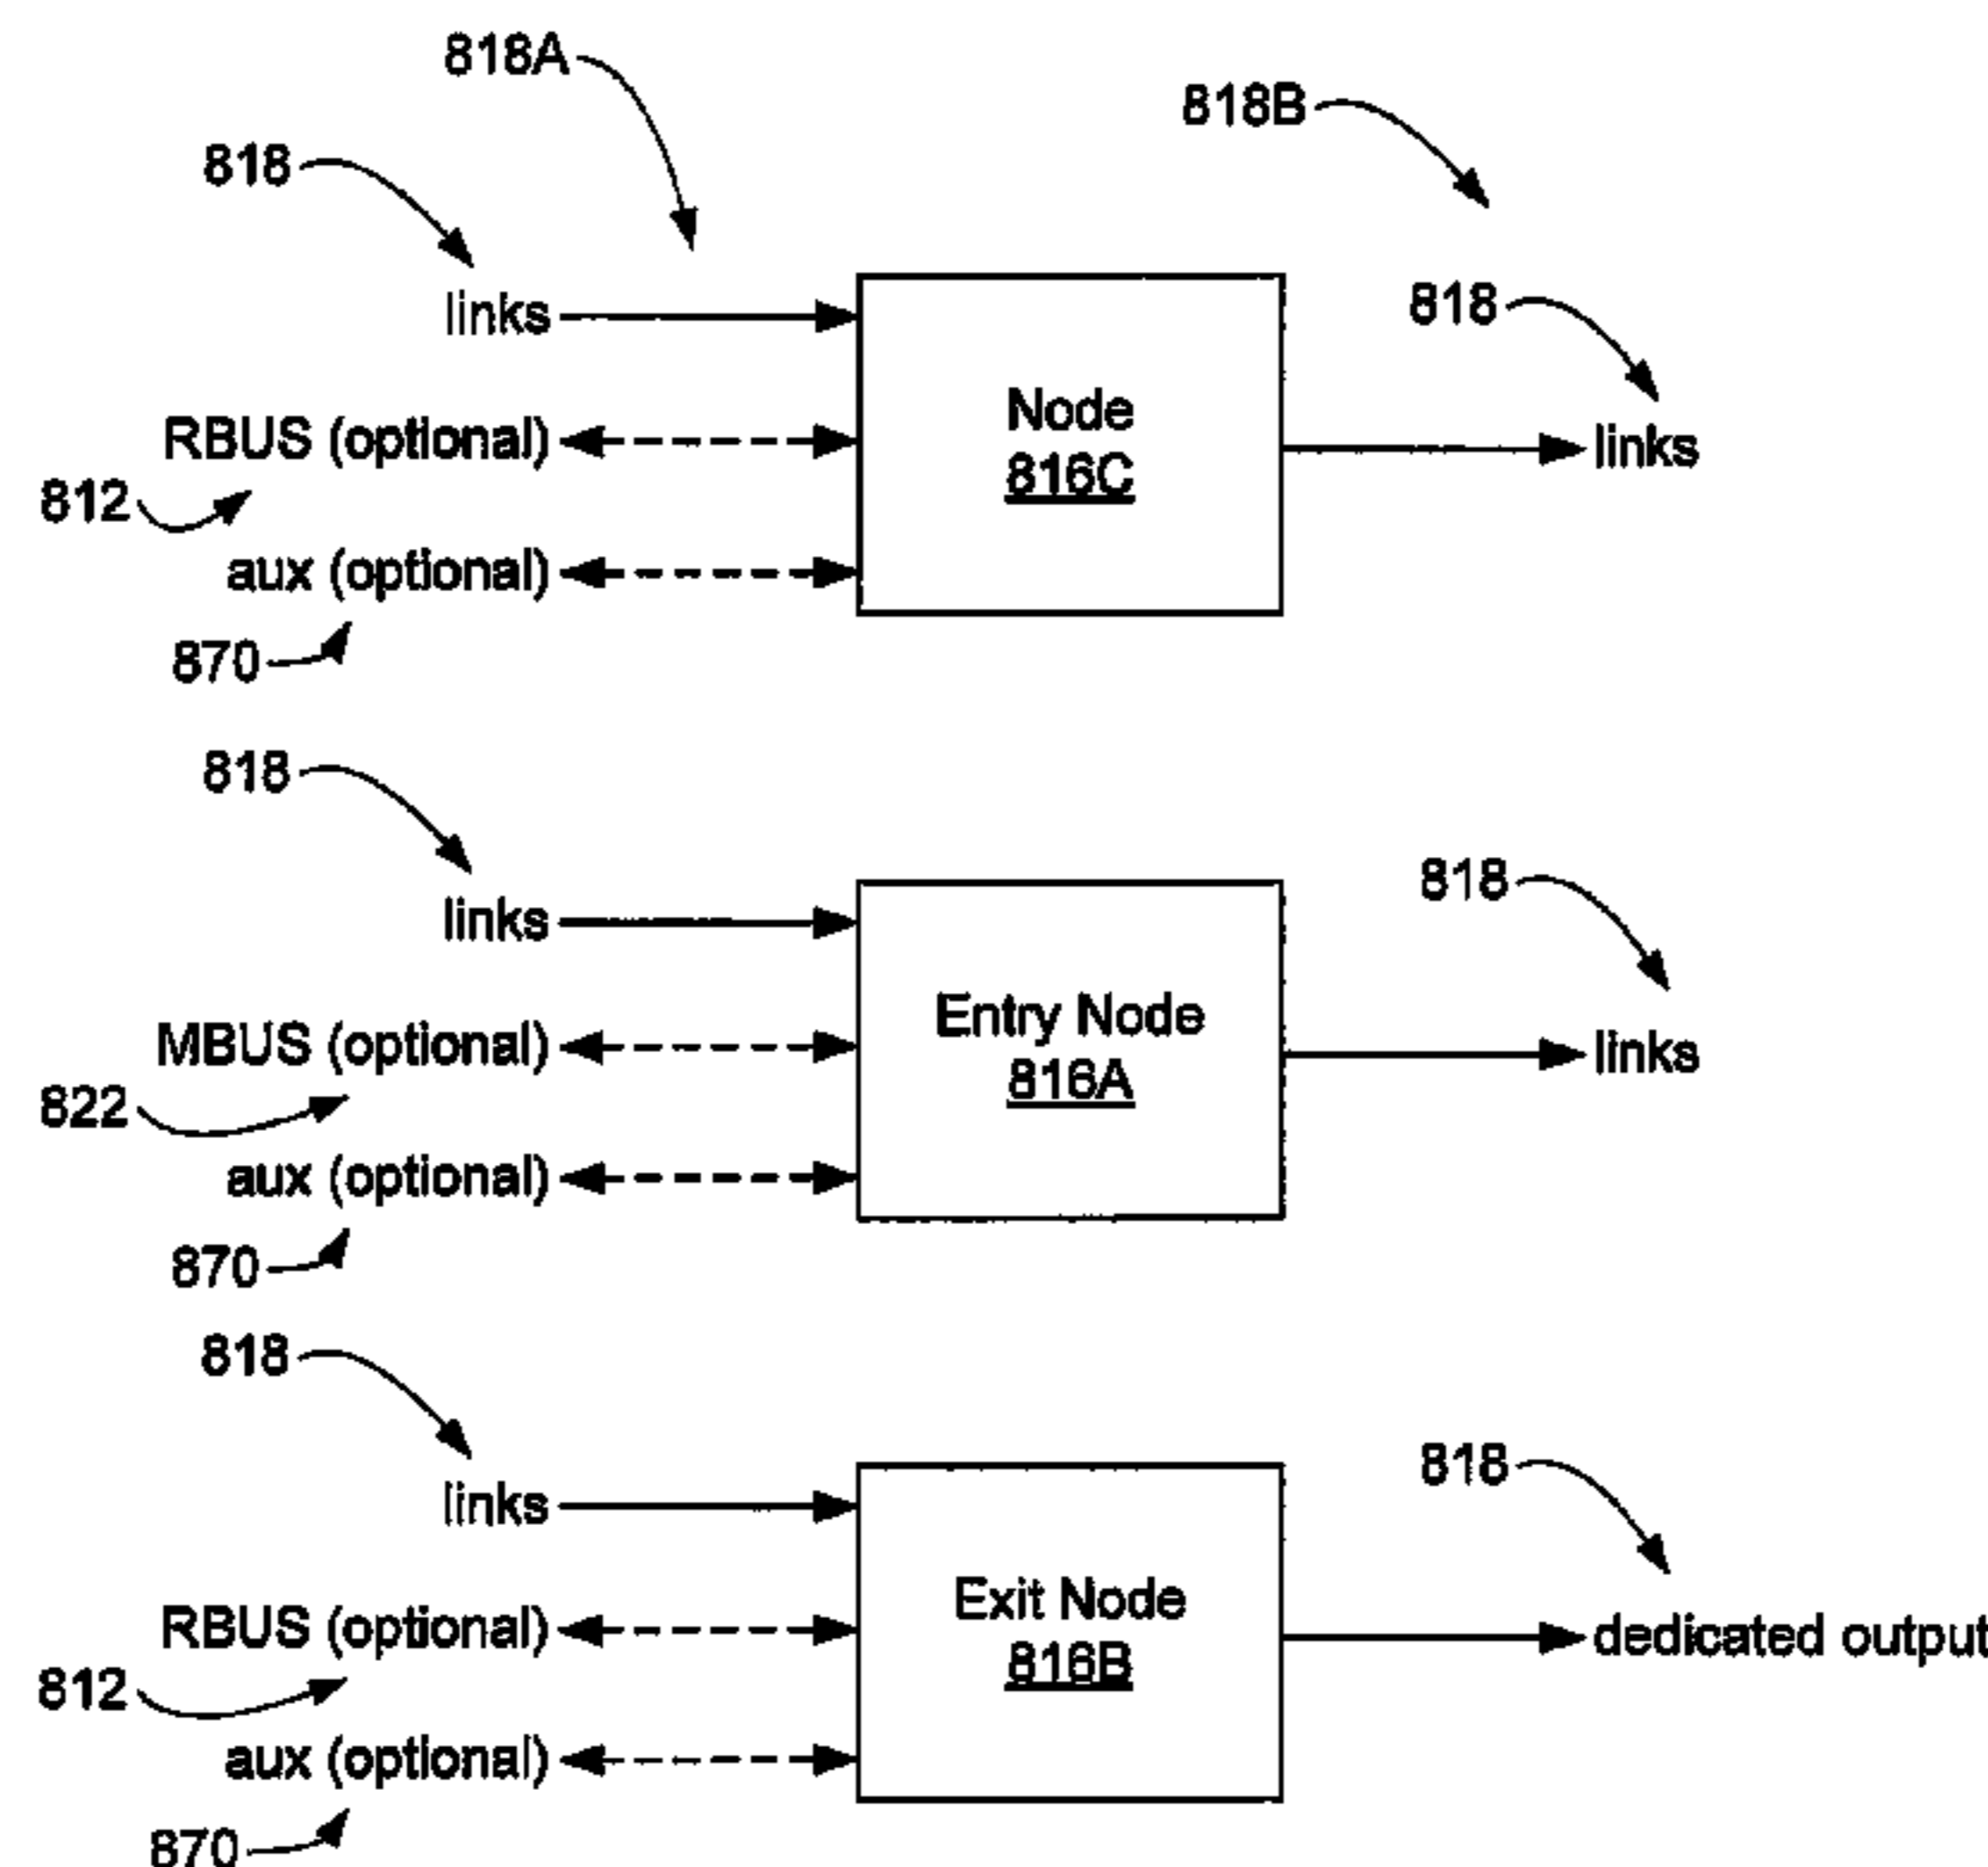 818A
818B
818
818
links
Node
816C
links
RBUS (optional)
812
aux (optional)
870
818
818
links
Entry Node
816A
links
MBUS (optional)
822
aux (optional)
870
818
818
links
Exit Node
816B
dedicated output
RBUS (optional)
812
aux (optional)
870